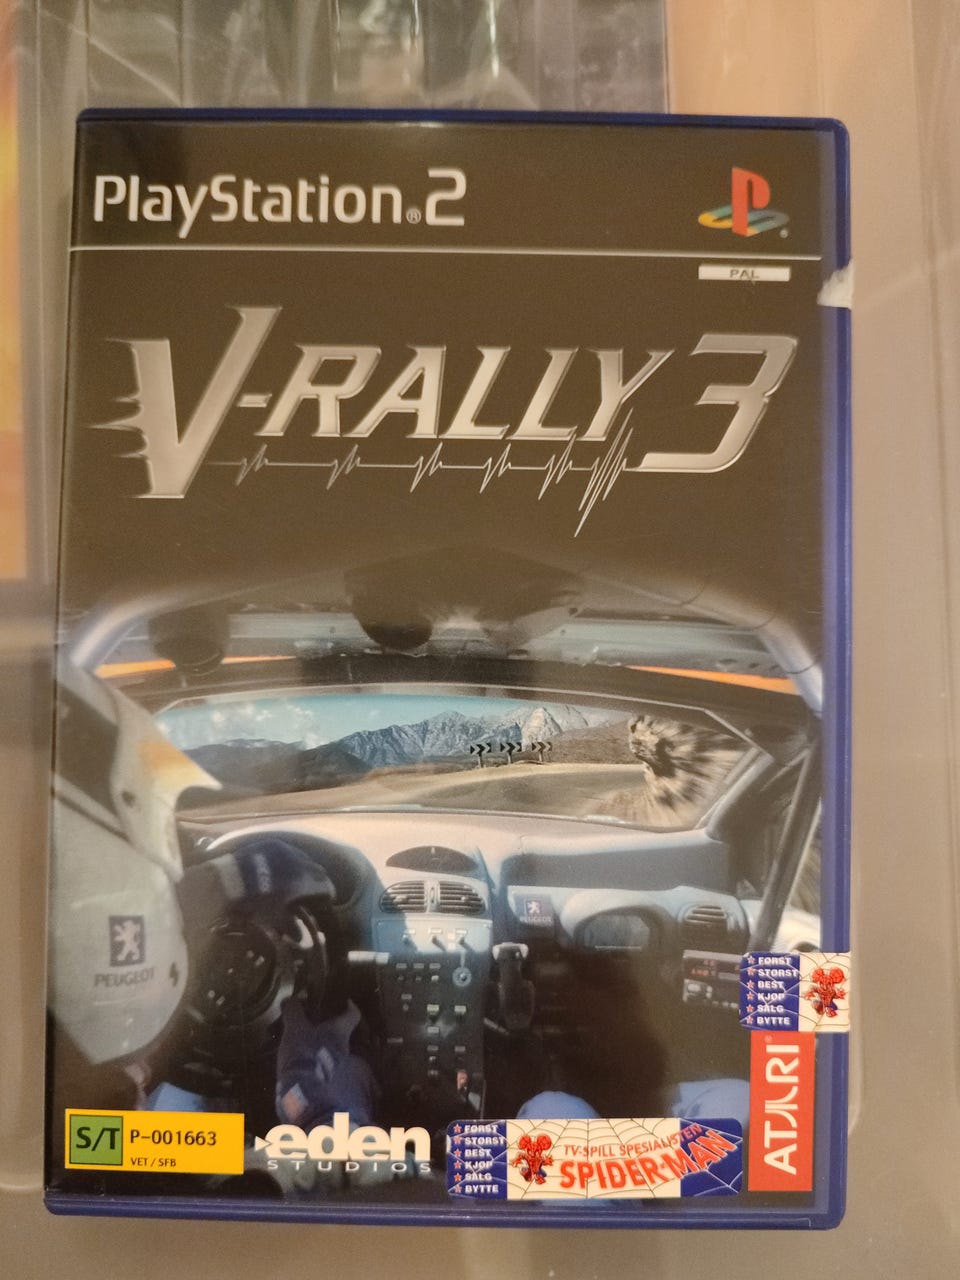 PlayStation®2
PAL
V-RALLY 3
PEUGEOT
PEUGEOT
FØRST
STØRST
BEST
KJØP
SALG
BYTTE
ATARI®
S/T P-001663
VET / SFB
eden
STUDIOS
FØRST
STØRST
BEST
KJØP
SALG
BYTTE
TV-SPILL SPESIALISTEN
SPIDER-MAN